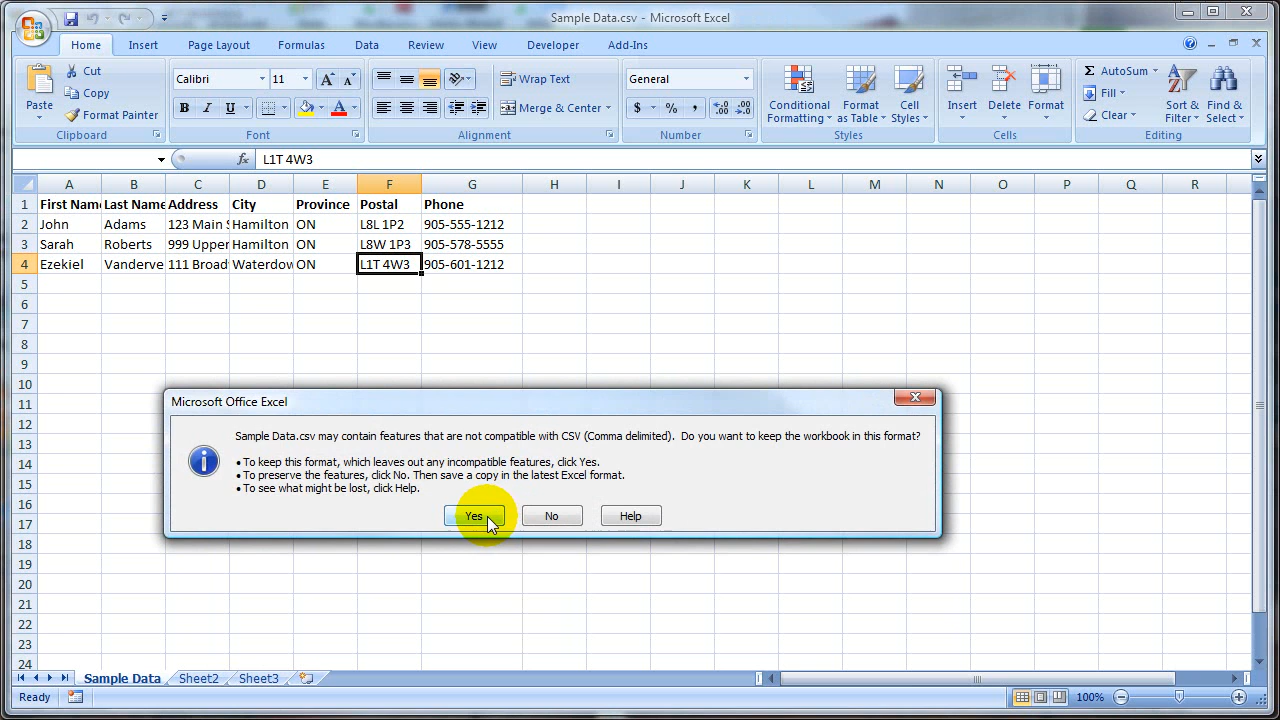 Sample Data.csv - Microsoft Excel
Home Insert Page Layout Formulas Data Review View Developer Add-Ins
Paste
Cut
Copy
Format Painter
Clipboard
Calibri 11
B I U
Font
Wrap Text
Merge & Center
Alignment
General
$ % ,
Number
Conditional Formatting
Format as Table
Cell Styles
Styles
Insert Delete Format
Cells
Σ AutoSum
Fill
Clear
Sort & Filter
Find & Select
Editing
fx L1T 4W3
A B C D E F G H I J K L M N O P Q R
1 First Name Last Name Address City Province Postal Phone
2 John Adams 123 Main S Hamilton ON L8L 1P2 905-555-1212
3 Sarah Roberts 999 Upper Hamilton ON L8W 1P3 905-578-5555
4 Ezekiel Vanderve 111 Broad Waterdow ON L1T 4W3 905-601-1212
5
6
7
8
9
10
11
12
13
14
15
16
17
18
19
20
21
22
23
24
Microsoft Office Excel
Sample Data.csv may contain features that are not compatible with CSV (Comma delimited). Do you want to keep the workbook in this format?
• To keep this format, which leaves out any incompatible features, click Yes.
• To preserve the features, click No. Then save a copy in the latest Excel format.
• To see what might be lost, click Help.
Yes No Help
Sample Data Sheet2 Sheet3
Ready 100%